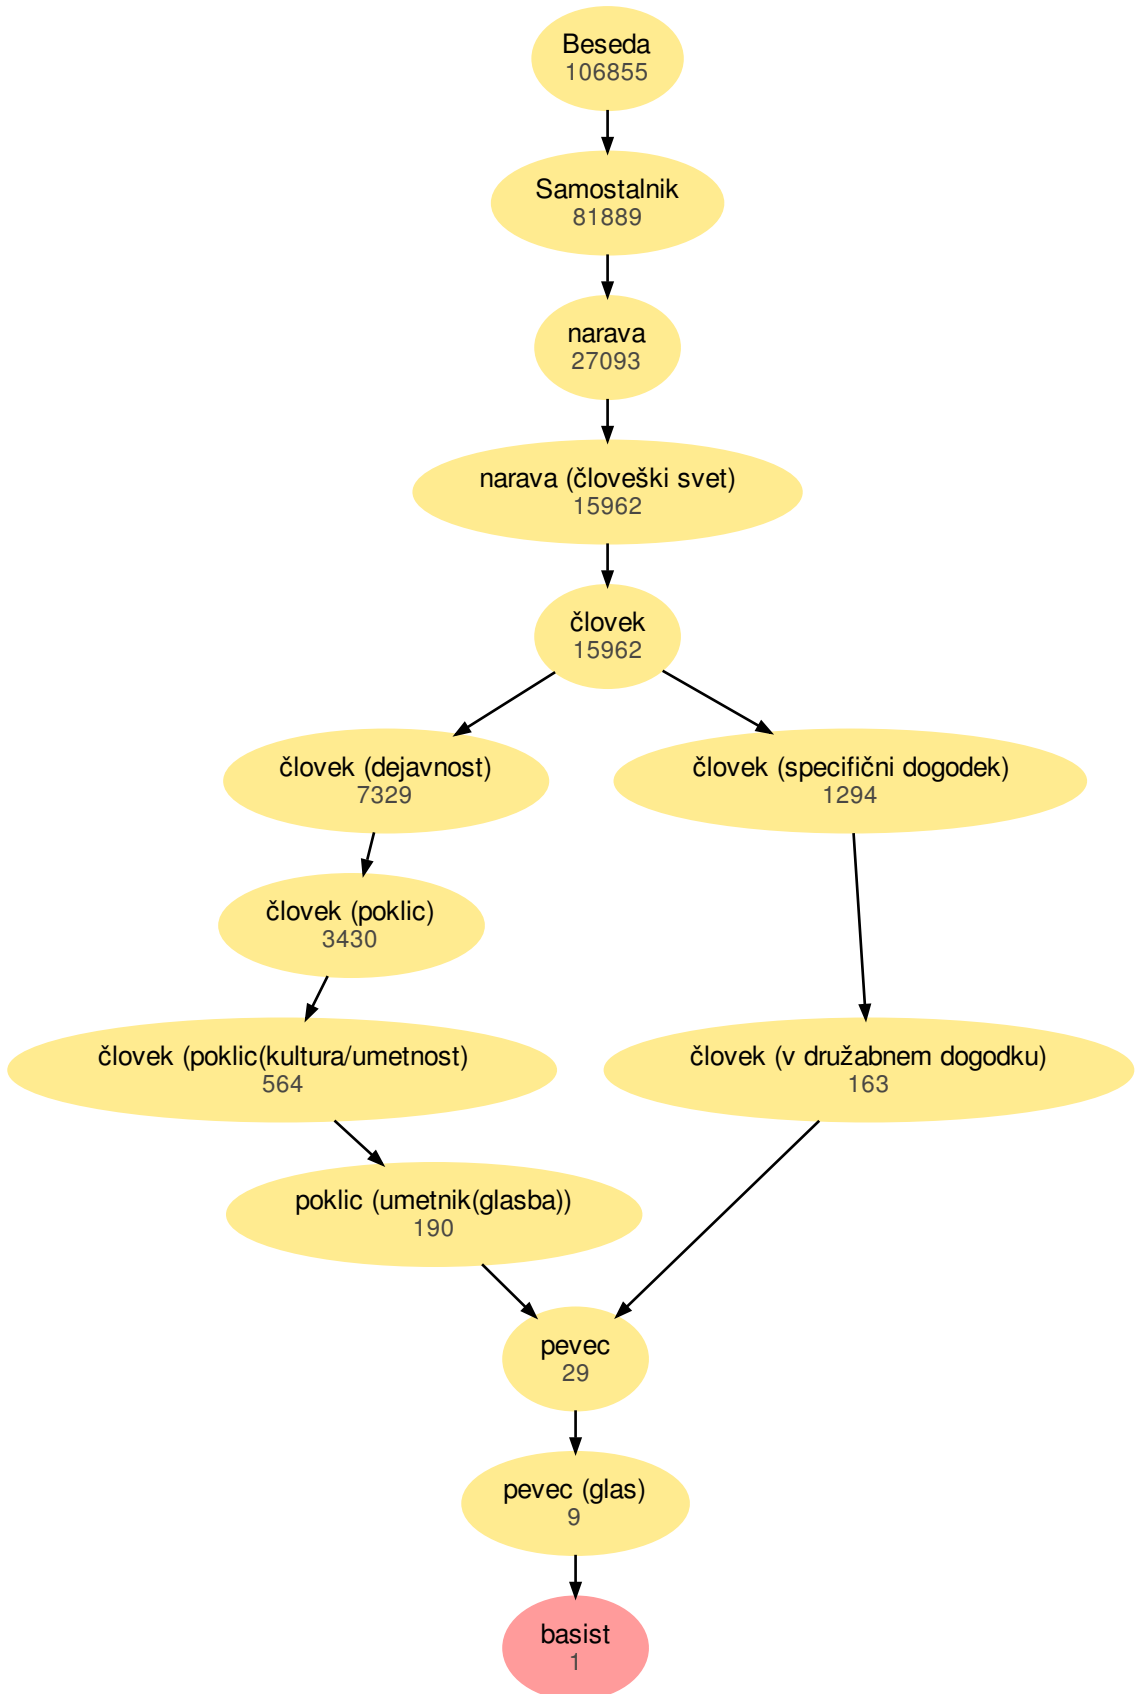 Beseda
106855
Samostalnik
81889
narava
27093
narava (človeški svet)
15962
človek
15962
človek (dejavnost)
7329
človek (specifični dogodek)
1294
človek (poklic)
3430
človek (poklic(kultura/umetnost)
564
človek (v družabnem dogodku)
163
poklic (umetnik(glasba))
190
pevec
29
pevec (glas)
9
basist
1